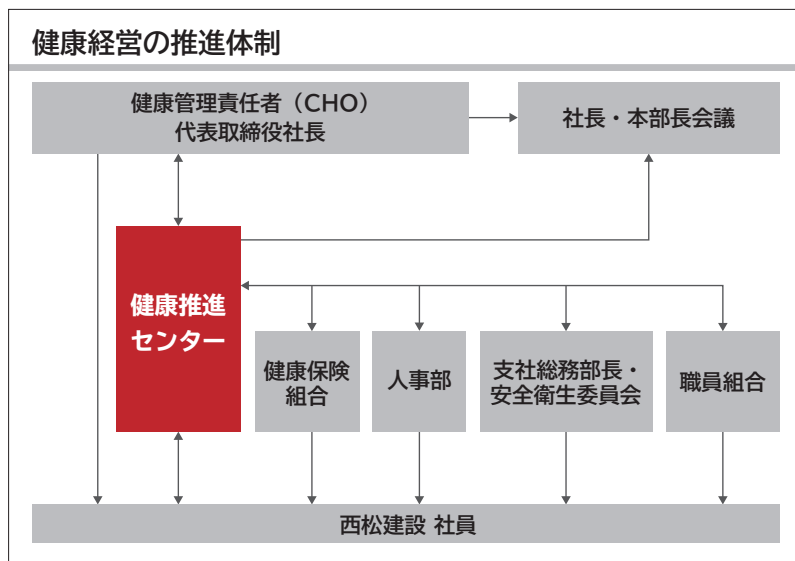 健康経営の推進体制
健康管理責任者（CHO）
代表取締役社長
社長・本部長会議
健康推進
センター
健康保険
組合
人事部
支社総務部長・
安全衛生委員会
職員組合
西松建設 社員